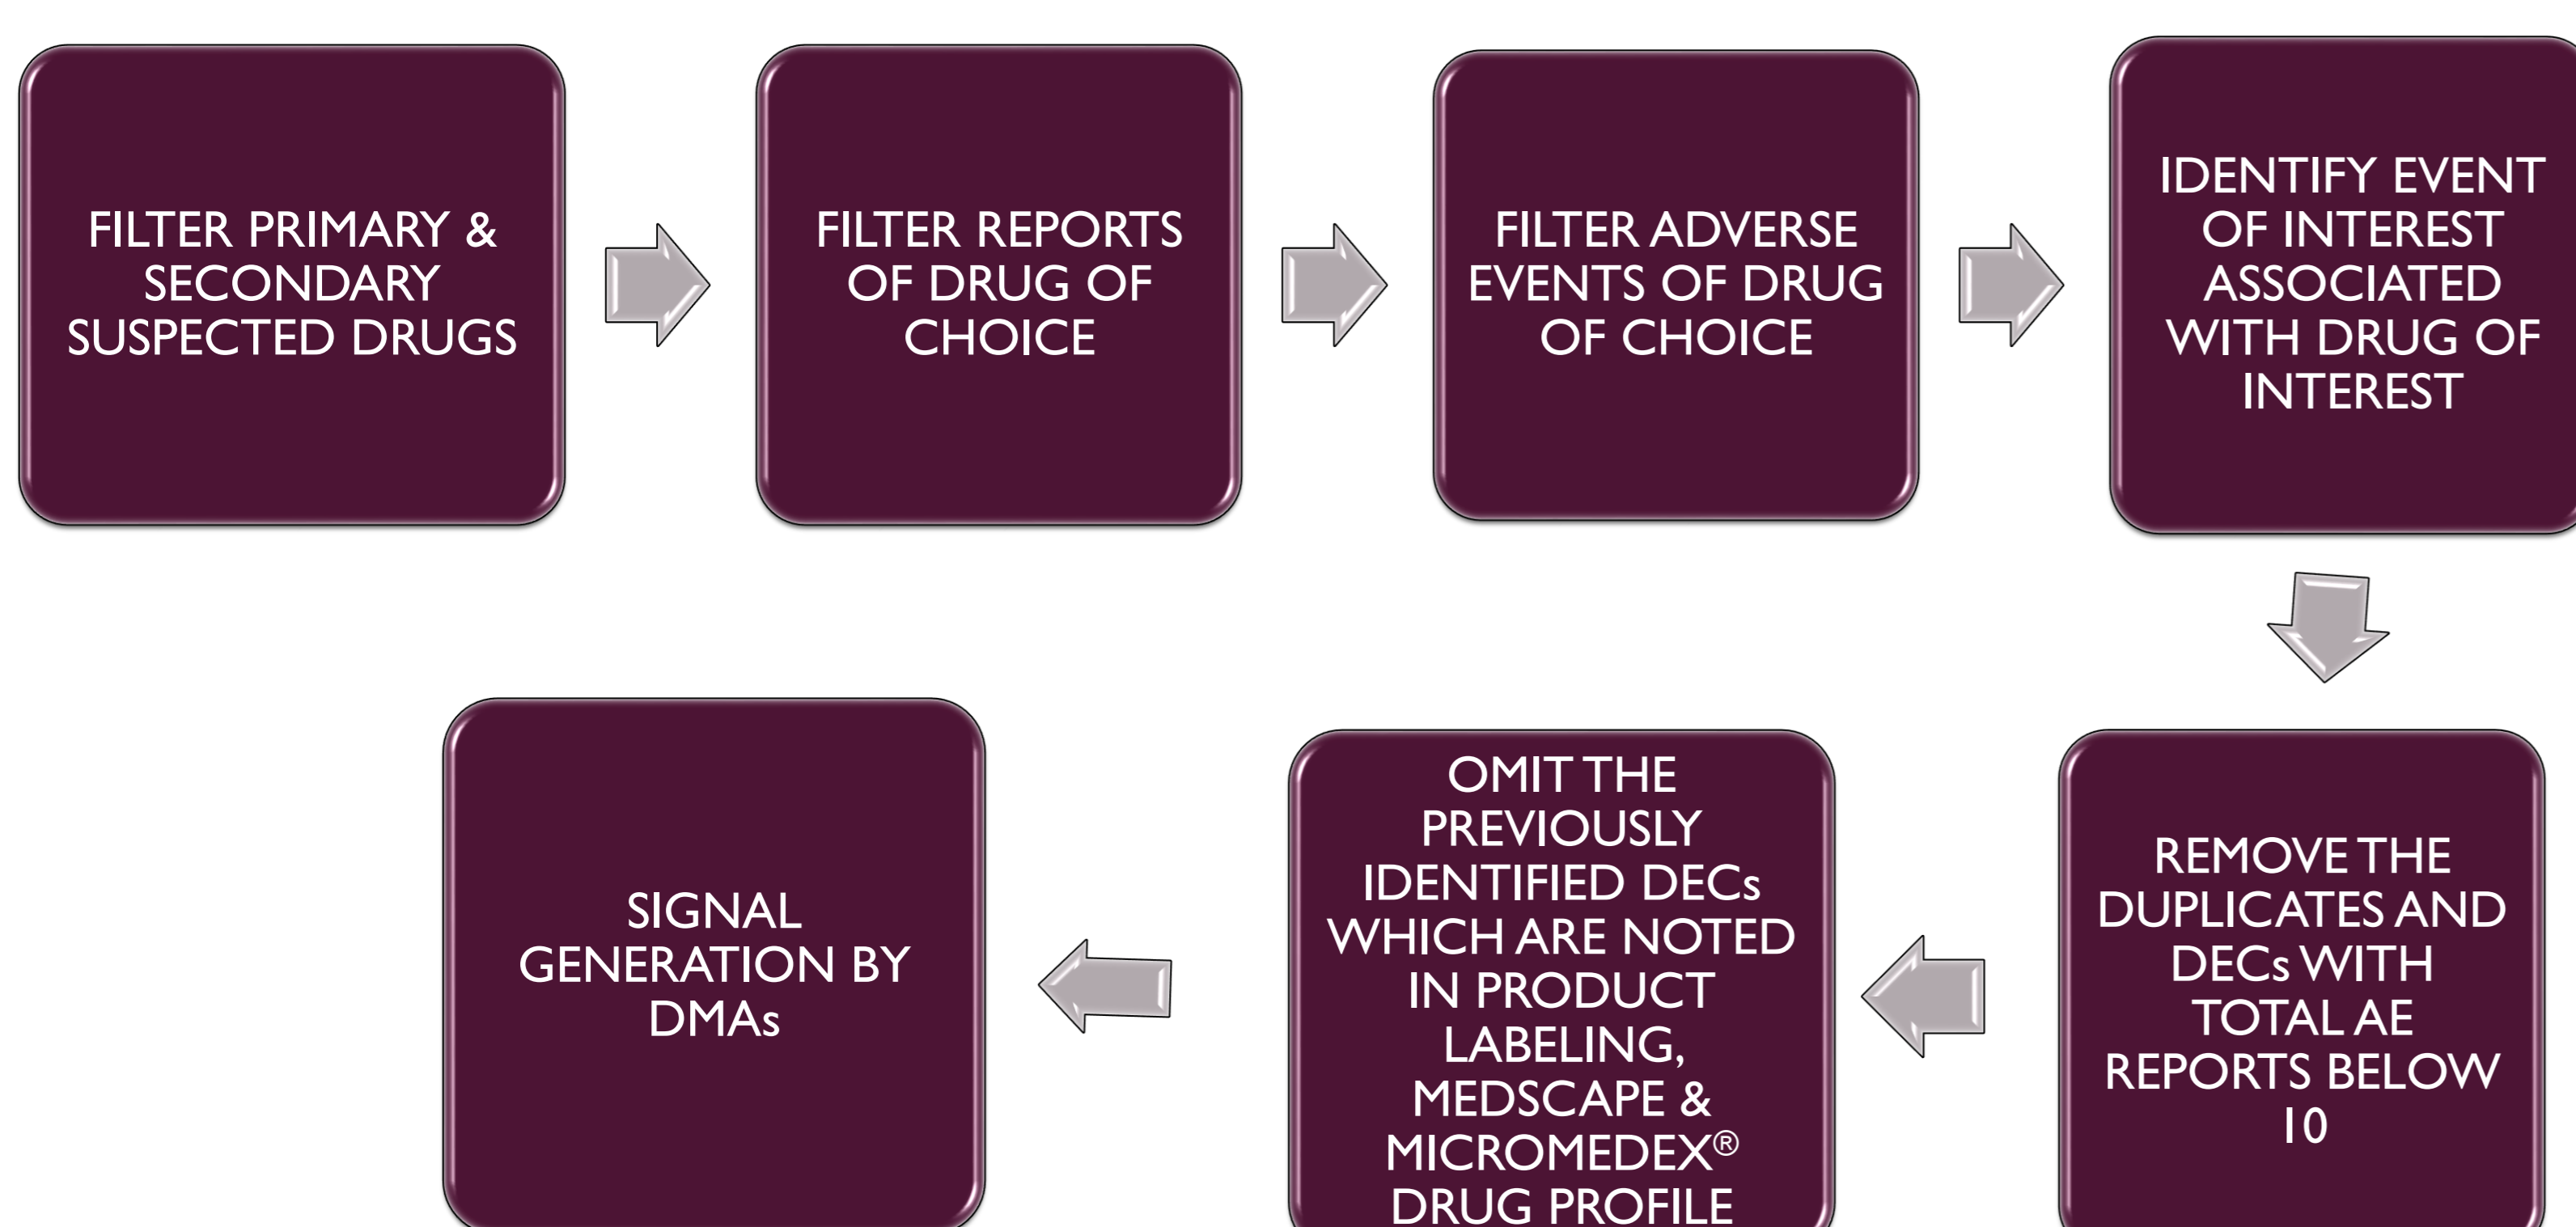 FILTER PRIMARY &
SECONDARY
SUSPECTED DRUGS
FILTER REPORTS
OF DRUG OF
CHOICE
FILTER ADVERSE
EVENTS OF DRUG
OF CHOICE
IDENTIFY EVENT
OF INTEREST
ASSOCIATED
WITH DRUG OF
INTEREST
REMOVE THE
DUPLICATES AND
DECs WITH
TOTAL AE
REPORTS BELOW
10
OMIT THE
PREVIOUSLY
IDENTIFIED DECs
WHICH ARE NOTED
IN PRODUCT
LABELING,
MEDSCAPE &
MICROMEDEX®
DRUG PROFILE
SIGNAL
GENERATION BY
DMAs